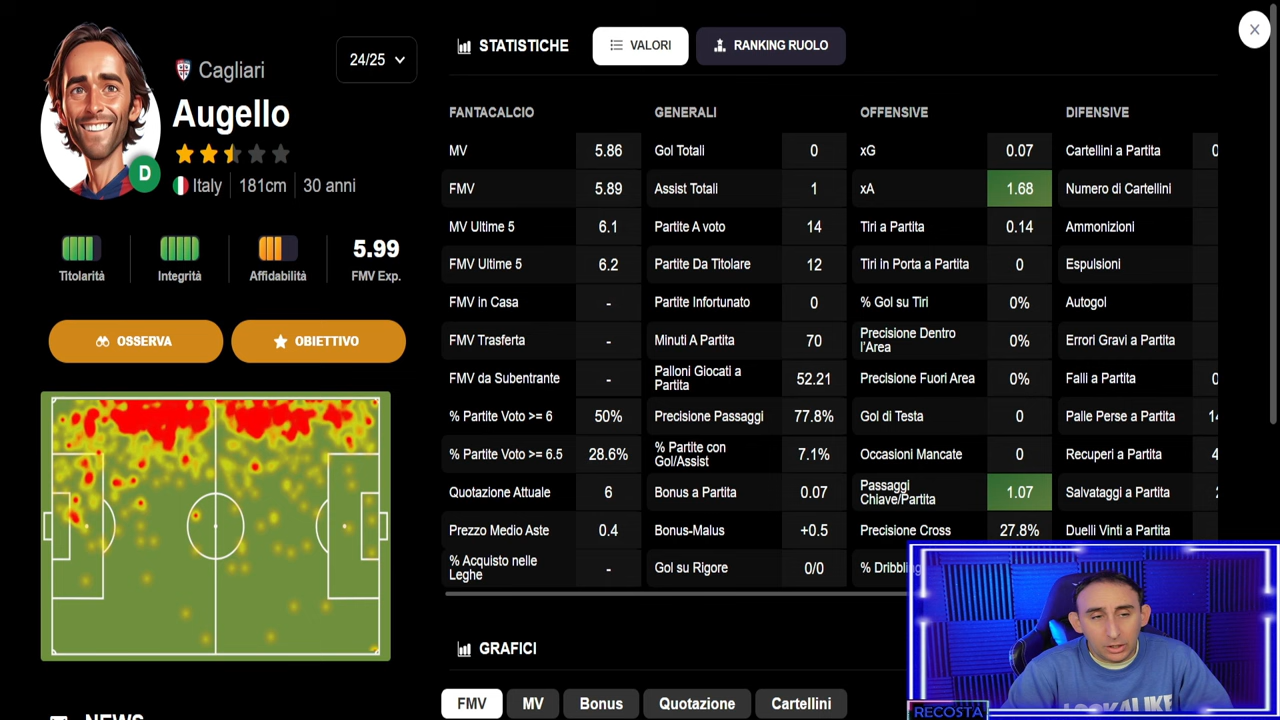 Cagliari
24/25
Augello
D
Italy
181cm
30 anni
Titolarità
Integrità
Affidabilità
5.99
FMV Exp.
OSSERVA
OBIETTIVO
NEWS
STATISTICHE
VALORI
RANKING RUOLO
FANTACALCIO
MV 5.86
FMV 5.89
MV Ultime 5 6.1
FMV Ultime 5 6.2
FMV in Casa -
FMV Trasferta -
FMV da Subentrante -
% Partite Voto >= 6 50%
% Partite Voto >= 6.5 28.6%
Quotazione Attuale 6
Prezzo Medio Aste 0.4
% Acquisto nelle
Leghe -
GENERALI
Gol Totali 0
Assist Totali 1
Partite A voto 14
Partite Da Titolare 12
Partite Infortunato 0
Minuti A Partita 70
Palloni Giocati a
Partita 52.21
Precisione Passaggi 77.8%
% Partite con
Gol/Assist 7.1%
Bonus a Partita 0.07
Bonus-Malus +0.5
Gol su Rigore 0/0
OFFENSIVE
xG 0.07
xA 1.68
Tiri a Partita 0.14
Tiri in Porta a Partita 0
% Gol su Tiri 0%
Precisione Dentro
l'Area 0%
Precisione Fuori Area 0%
Gol di Testa 0
Occasioni Mancate 0
Passaggi
Chiave/Partita 1.07
Precisione Cross 27.8%
% Dribbling
DIFENSIVE
Cartellini a Partita
Numero di Cartellini
Ammonizioni
Espulsioni
Autogol
Errori Gravi a Partita
Falli a Partita
Palle Perse a Partita
Recuperi a Partita
Salvataggi a Partita
Duelli Vinti a Partita
GRAFICI
FMV
MV
Bonus
Quotazione
Cartellini
LOOKALIKE
RECOSTA